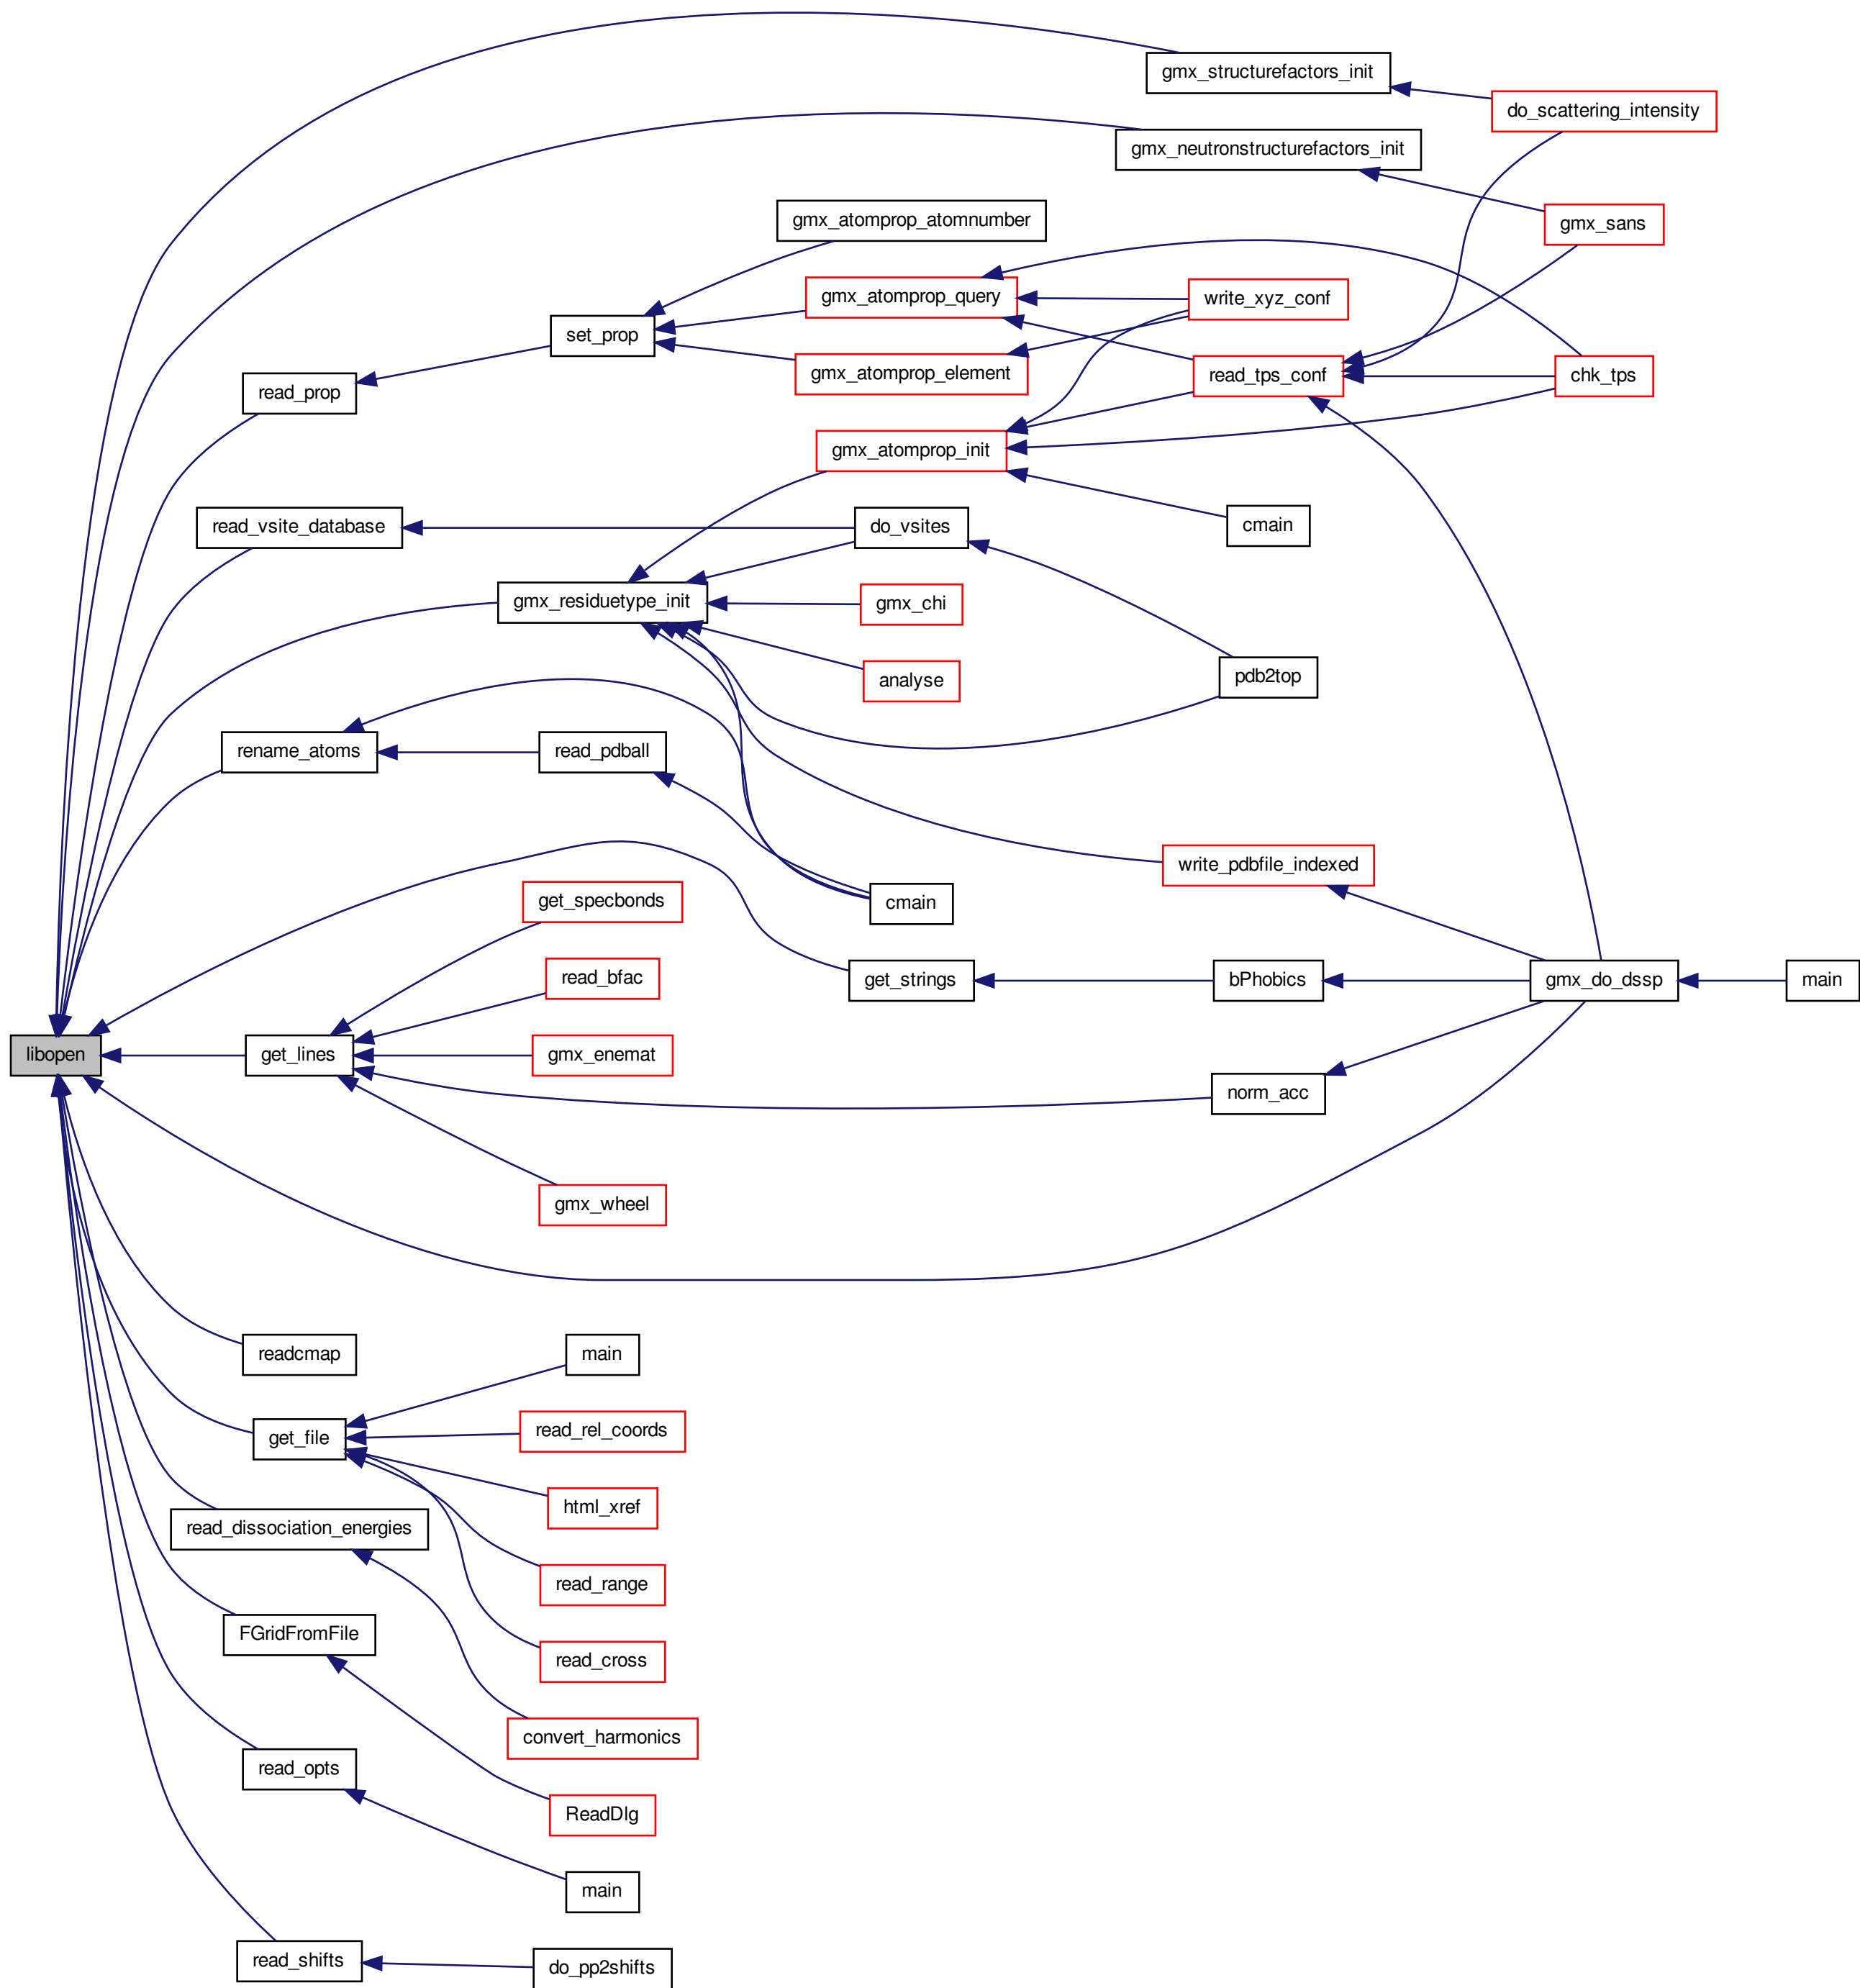 gmx_structurefactors_init
do_scattering_intensity
gmx_neutronstructurefactors_init
gmx_atomprop_atomnumber
gmx_sans
gmx_atomprop_query
write_xyz_conf
set_prop
gmx_atomprop_element
read_tps_conf
chk_tps
read_prop
gmx_atomprop_init
read_vsite_database
do_vsites
cmain
gmx_residuetype_init
gmx_chi
analyse
pdb2top
rename_atoms
read_pdball
write_pdbfile_indexed
get_specbonds
cmain
read_bfac
get_strings
bPhobics
gmx_do_dssp
main
libopen
get_lines
gmx_enemat
norm_acc
gmx_wheel
readcmap
main
get_file
read_rel_coords
html_xref
read_dissociation_energies
read_range
FGridFromFile
read_cross
convert_harmonics
read_opts
ReadDlg
main
read_shifts
do_pp2shifts